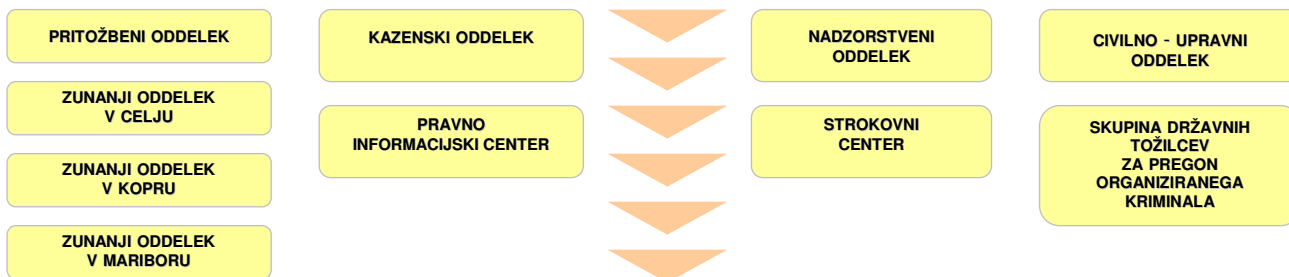 PRITOŽBENI ODDELEK
ZUNANJI ODDELEK
V CELJU
ZUNANJI ODDELEK
V KOPRU
ZUNANJI ODDELEK
V MARIBORU
KAZENSKI ODDELEK
PRAVNO
INFORMACIJSKI CENTER
NADZORSTVENI
ODDELEK
STROKOVNI
CENTER
CIVILNO - UPRAVNI
ODDELEK
SKUPINA DRŽAVNIH
TOŽILCEV
ZA PREGON
ORGANIZIRANEGA
KRIMINALA